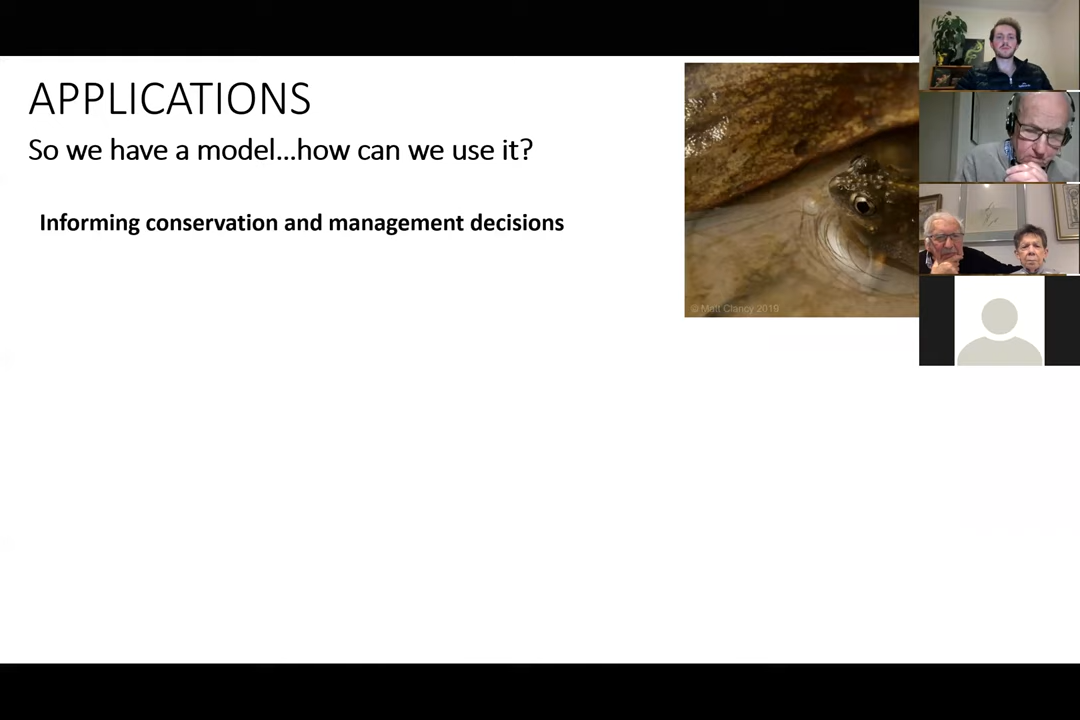 APPLICATIONS
So we have a model...how can we use it?
Informing conservation and management decisions
© Matt Clancy 2019